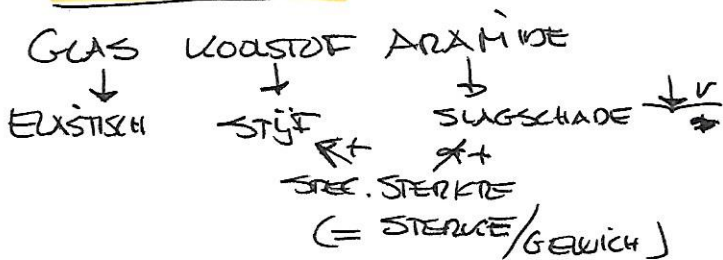 GLAS KOOLSTOF ARAMIDE
ELASTISCH STIJF SLAGSCHADE V
++
SPEC. STERKTE
(= STERKTE/GEWICHT)